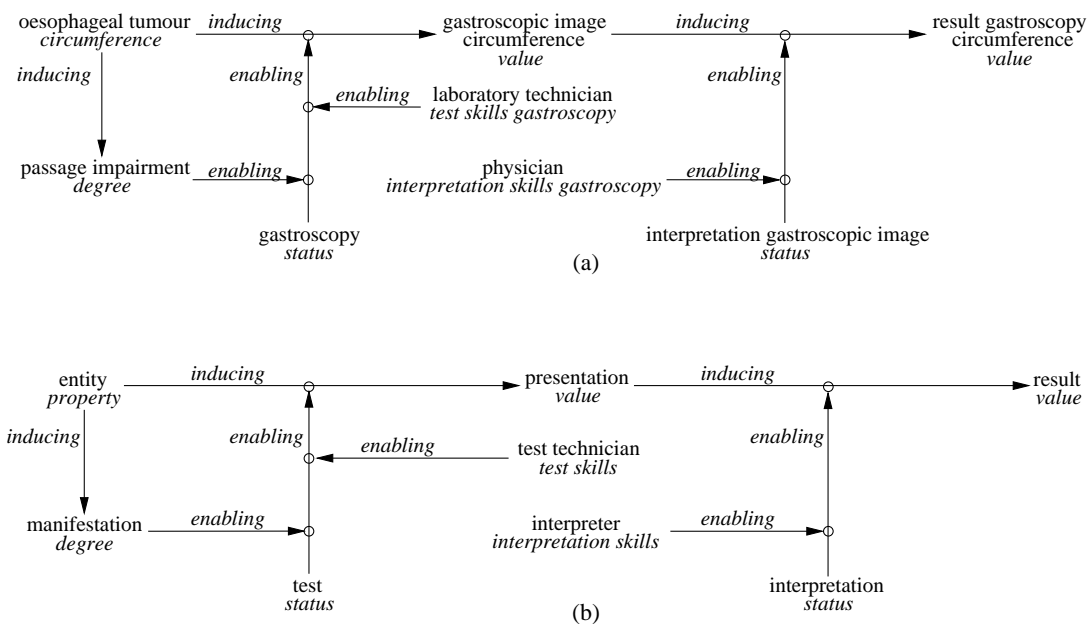 oesophageal tumour
circumference
inducing
gastroscopic image
circumference
value
inducing
result gastroscopy
circumference
value
inducing
enabling
enabling
enabling
laboratory technician
test skills gastroscopy
passage impairment
degree
enabling
physician
interpretation skills gastroscopy
enabling
gastroscopy
status
interpretation gastroscopic image
status
(a)
entity
property
inducing
presentation
value
inducing
result
value
inducing
enabling
enabling
enabling
test technician
test skills
manifestation
degree
enabling
interpreter
interpretation skills
enabling
test
status
interpretation
status
(b)